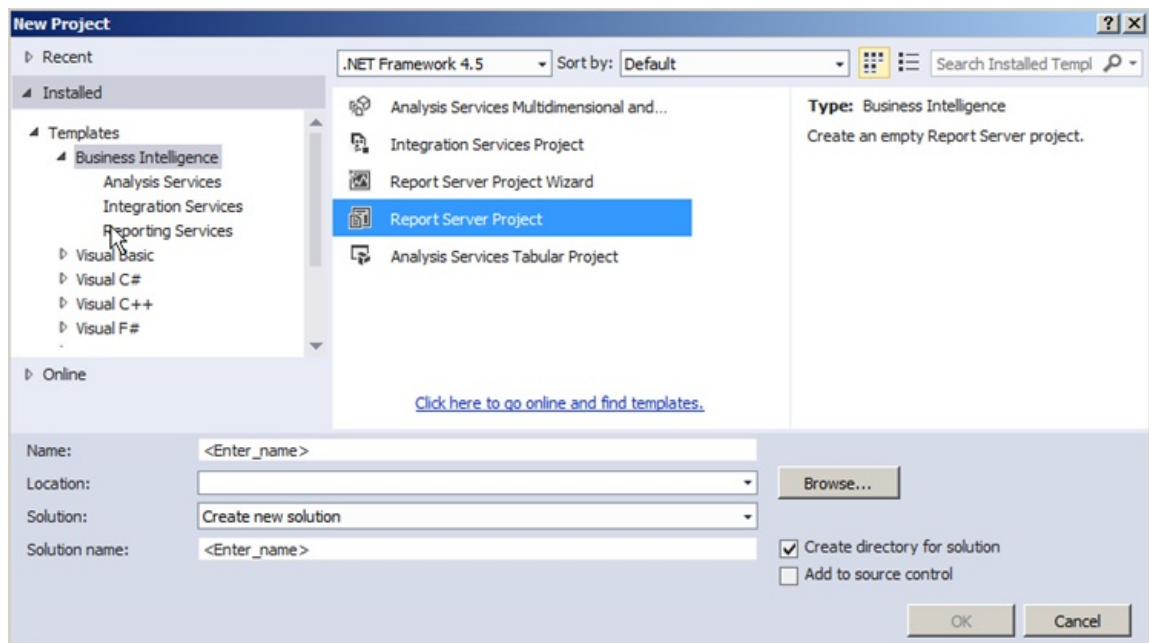 New Project
Recent
.NET Framework 4.5
Sort by:
Default
Search Installed Templ
Installed
Templates
Business Intelligence
Analysis Services
Integration Services
Reporting Services
Visual Basic
Visual C#
Visual C++
Visual F#
Online
Analysis Services Multidimensional and...
Integration Services Project
Report Server Project Wizard
Report Server Project
Analysis Services Tabular Project
Click here to go online and find templates.
Type: Business Intelligence
Create an empty Report Server project.
Name:
<Enter_name>
Location:
Browse...
Solution:
Create new solution
Solution name:
<Enter_name>
Create directory for solution
Add to source control
OK
Cancel